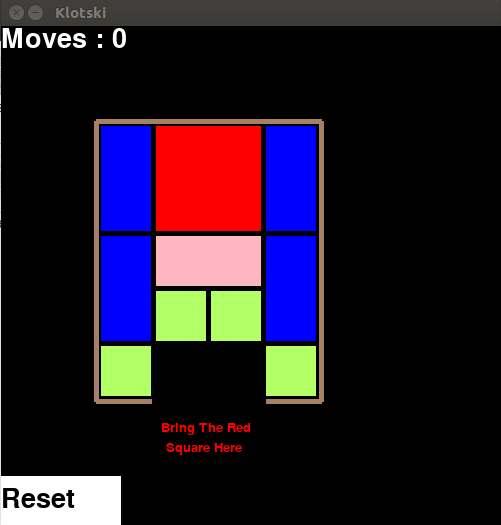 Klotski
Moves : 0
Bring The Red
Square Here
Reset